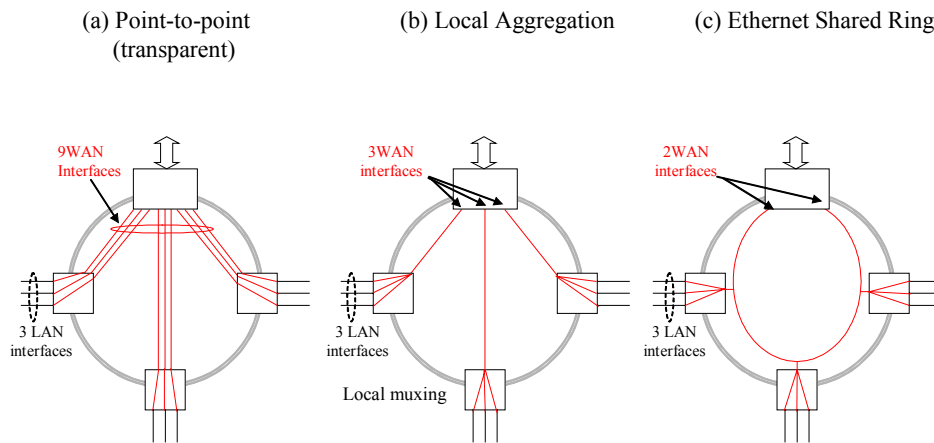 (a) Point-to-point
(transparent)
(b) Local Aggregation
(c) Ethernet Shared Ring
9WAN
Interfaces
3WAN
interfaces
2WAN
interfaces
3 LAN
interfaces
3 LAN
interfaces
3 LAN
interfaces
Local muxing